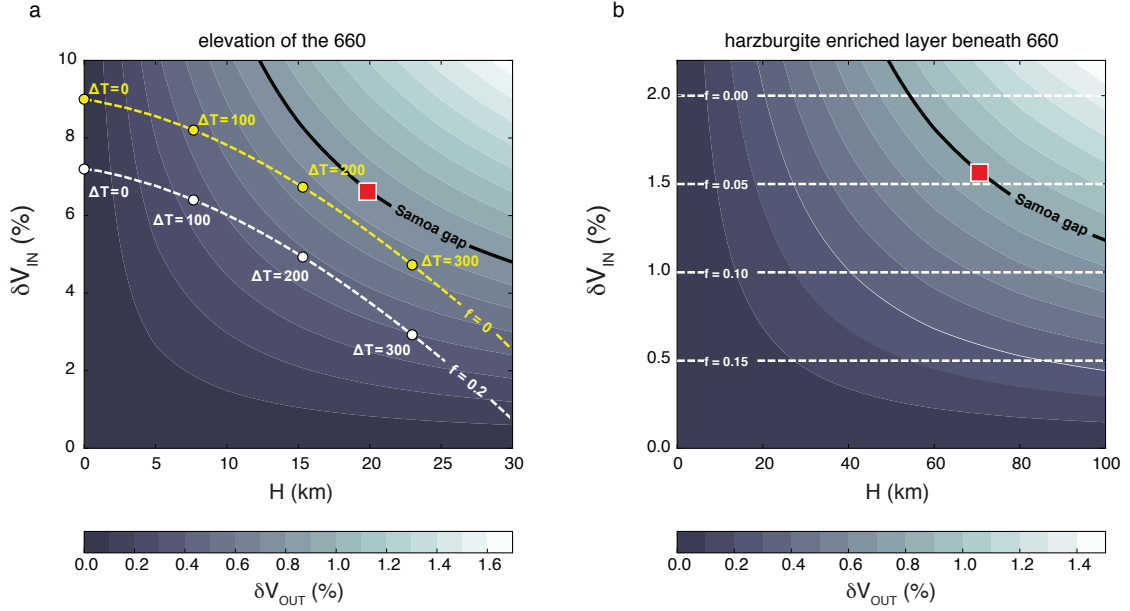 a
elevation of the 660
10
8
6
4
2
0
δV_IN (%)
ΔT= 0
ΔT= 100
ΔT= 200
ΔT= 300
f = 0
ΔT= 0
ΔT= 100
ΔT= 200
ΔT= 300
f = 0.2
Samoa gap
0 5 10 15 20 25 30
H (km)
0.0 0.2 0.4 0.6 0.8 1.0 1.2 1.4 1.6
δV_OUT (%)
b
harzburgite enriched layer beneath 660
2.0
1.5
1.0
0.5
0.0
δV_IN (%)
f = 0.00
f = 0.05
f = 0.10
f = 0.15
Samoa gap
0 20 40 60 80 100
H (km)
0.0 0.2 0.4 0.6 0.8 1.0 1.2 1.4
δV_OUT (%)